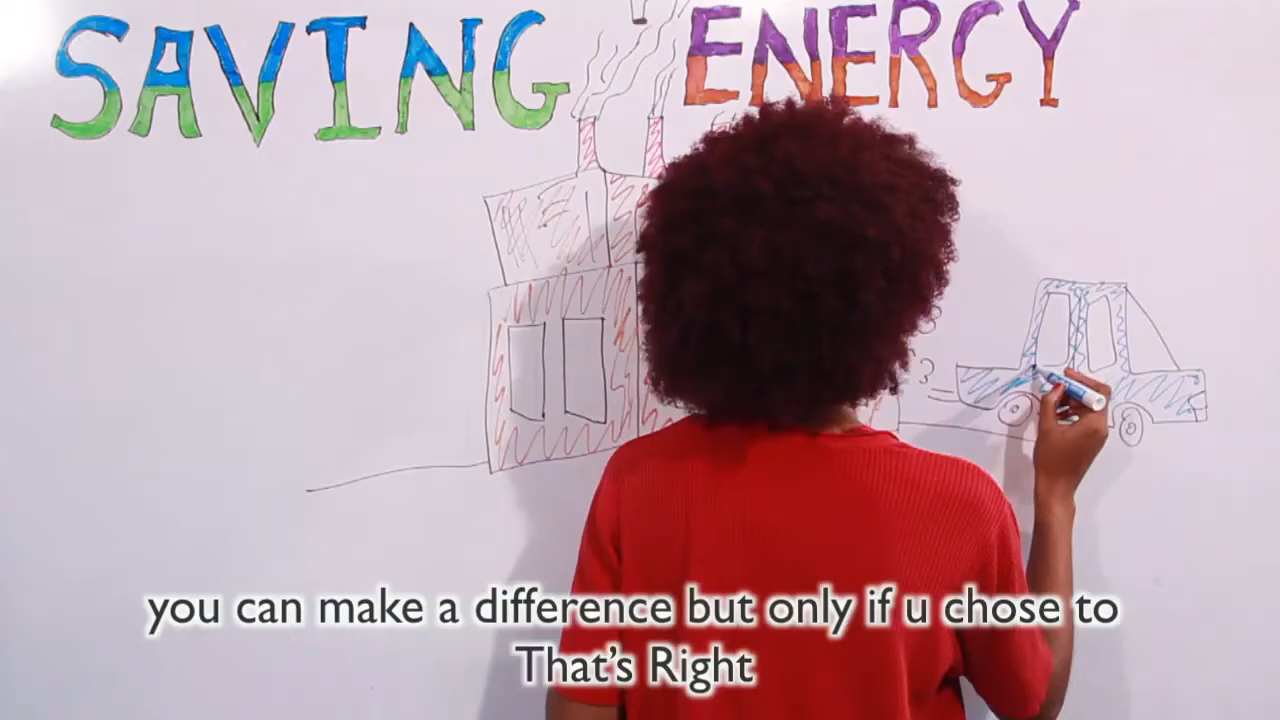 SAVING ENERGY
you can make a difference but only if u chose to
That's Right